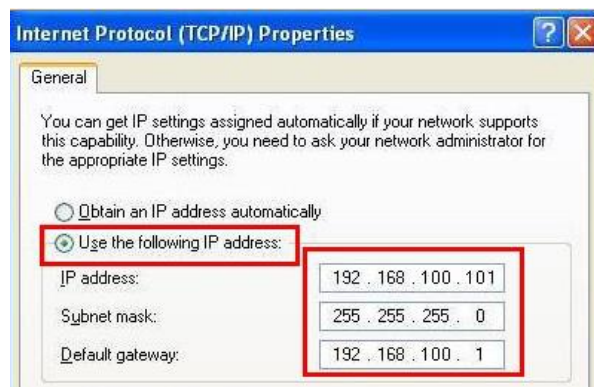 Internet Protocol (TCP/IP) Properties
General
You can get IP settings assigned automatically if your network supports
this capability. Otherwise, you need to ask your network administrator for
the appropriate IP settings.
Obtain an IP address automatically
Use the following IP address:
IP address: 192 . 168 . 100 . 101
Subnet mask: 255 . 255 . 255 . 0
Default gateway: 192 . 168 . 100 . 1